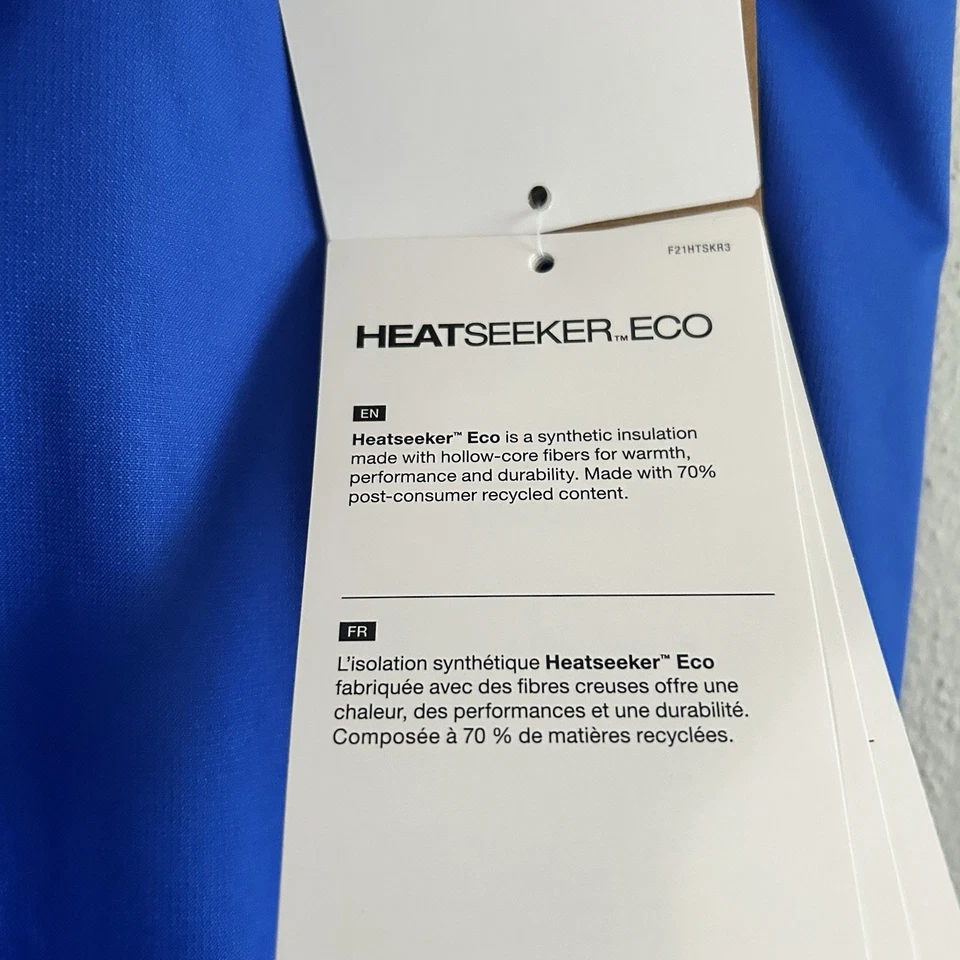 F21HTSKR3
HEATSEEKER™ ECO
EN
Heatseeker™ Eco is a synthetic insulation
made with hollow-core fibers for warmth,
performance and durability. Made with 70%
post-consumer recycled content.
FR
L'isolation synthétique Heatseeker™ Eco
fabriquée avec des fibres creuses offre une
chaleur, des performances et une durabilité.
Composée à 70 % de matières recyclées.